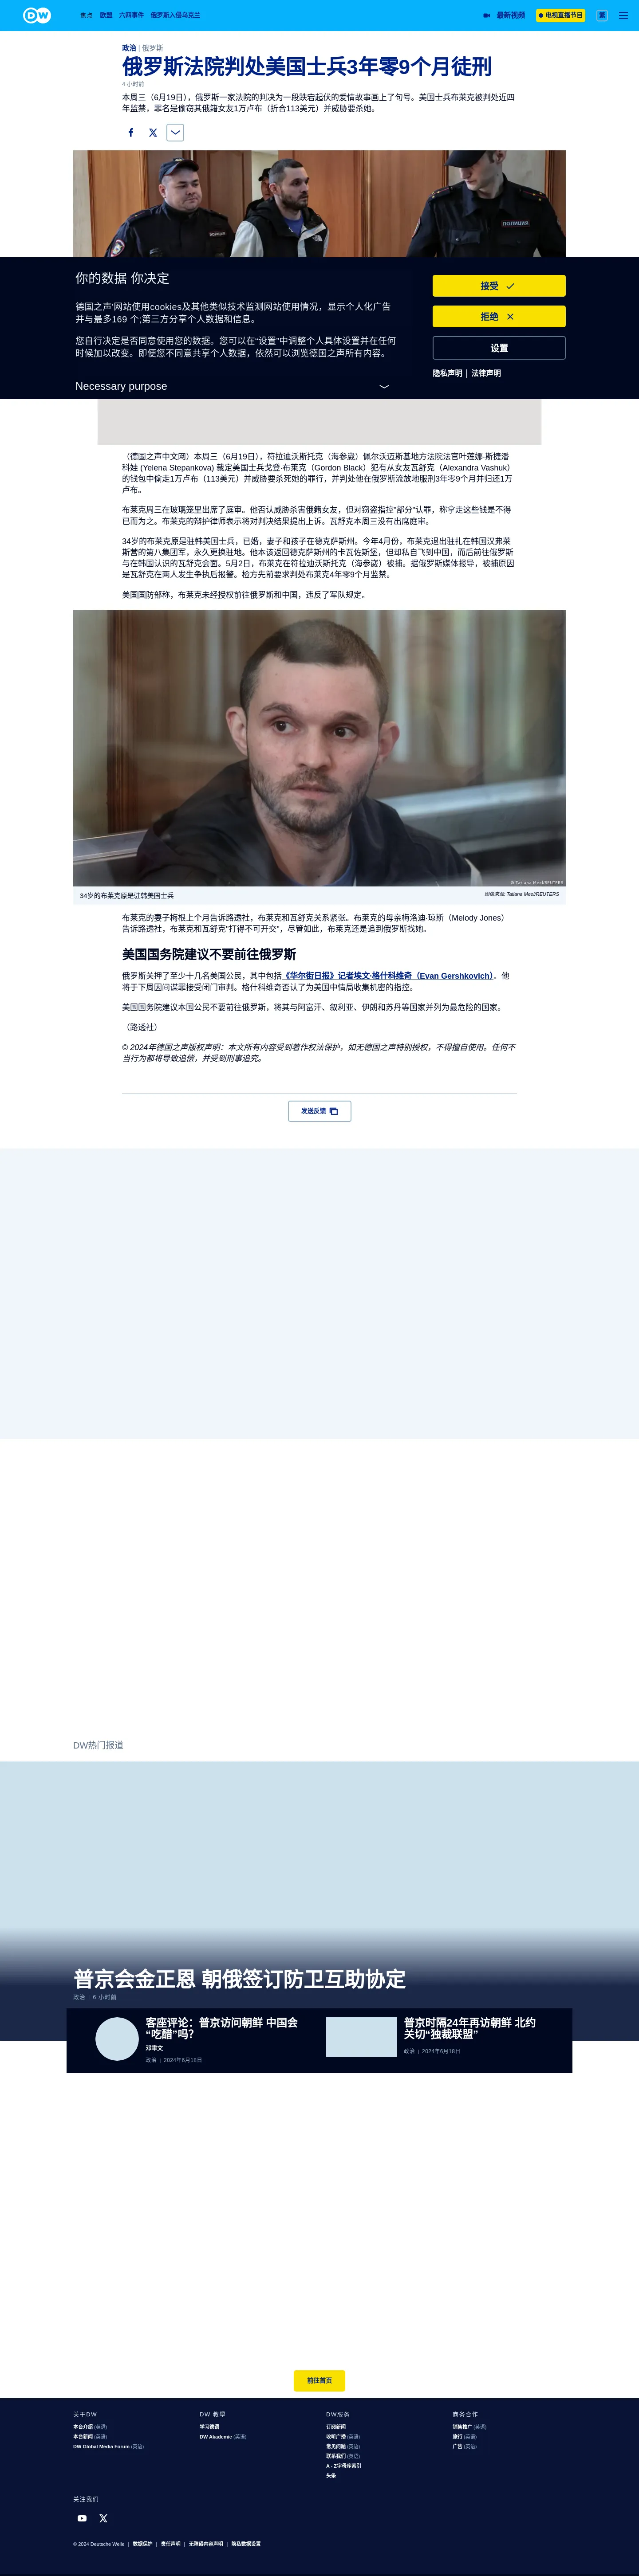 DW
焦点 欧盟 六四事件 俄罗斯入侵乌克兰
最新视频 电视直播节目 繁
政治 | 俄罗斯
俄罗斯法院判处美国士兵3年零9个月徒刑
4 小时前
本周三（6月19日），俄罗斯一家法院的判决为一段跌宕起伏的爱情故事画上了句号。美国士兵布莱克被判处近四
年监禁，罪名是偷窃其俄籍女友1万卢布（折合113美元）并威胁要杀她。
你的数据 你决定
德国之声'网站使用cookies及其他类似技术监测网站使用情况，显示个人化广告
并与最多169 个;第三方分享个人数据和信息。
您自行决定是否同意使用您的数据。您可以在“设置”中调整个人具体设置并在任何
时候加以改变。即便您不同意共享个人数据，依然可以浏览德国之声所有内容。
Necessary purpose
接受
拒绝
设置
隐私声明 | 法律声明
（德国之声中文网）本周三（6月19日），符拉迪沃斯托克（海参崴）佩尔沃迈斯基地方法院法官叶莲娜·斯捷潘
科娃 (Yelena Stepankova) 裁定美国士兵戈登·布莱克（Gordon Black）犯有从女友瓦舒克（Alexandra Vashuk）
的钱包中偷走1万卢布（113美元）并威胁要杀死她的罪行，并判处他在俄罗斯流放地服刑3年零9个月并归还1万
卢布。
布莱克周三在玻璃笼里出席了庭审。他否认威胁杀害俄籍女友，但对窃盗指控"部分"认罪，称拿走这些钱是不得
已而为之。布莱克的辩护律师表示将对判决结果提出上诉。瓦舒克本周三没有出席庭审。
34岁的布莱克原是驻韩美国士兵，已婚，妻子和孩子在德克萨斯州。今年4月份，布莱克退出驻扎在韩国汉弗莱
斯营的第八集团军，永久更换驻地。他本该返回德克萨斯州的卡瓦佐斯堡，但却私自飞到中国，而后前往俄罗斯
与在韩国认识的瓦舒克会面。5月2日，布莱克在符拉迪沃斯托克（海参崴）被捕。据俄罗斯媒体报导，被捕原因
是瓦舒克在两人发生争执后报警。检方先前要求判处布莱克4年零9个月监禁。
美国国防部称，布莱克未经授权前往俄罗斯和中国，违反了军队规定。
© Tatiana Meel/REUTERS
34岁的布莱克原是驻韩美国士兵
图像来源: Tatiana Meel/REUTERS
布莱克的妻子梅根上个月告诉路透社，布莱克和瓦舒克关系紧张。布莱克的母亲梅洛迪·琼斯（Melody Jones）
告诉路透社，布莱克和瓦舒克"打得不可开交"，尽管如此，布莱克还是追到俄罗斯找她。
美国国务院建议不要前往俄罗斯
俄罗斯关押了至少十几名美国公民，其中包括《华尔街日报》记者埃文·格什科维奇（Evan Gershkovich）。他
将于下周因间谍罪接受闭门审判。格什科维奇否认了为美国中情局收集机密的指控。
美国国务院建议本国公民不要前往俄罗斯，将其与阿富汗、叙利亚、伊朗和苏丹等国家并列为最危险的国家。
（路透社）
© 2024年德国之声版权声明：本文所有内容受到著作权法保护，如无德国之声特别授权，不得擅自使用。任何不
当行为都将导致追偿，并受到刑事追究。
发送反馈
DW热门报道
普京会金正恩 朝俄签订防卫互助协定
政治 | 6 小时前
客座评论：普京访问朝鲜 中国会
“吃醋”吗？
邓聿文
政治 | 2024年6月18日
普京时隔24年再访朝鲜 北约
关切“独裁联盟”
政治 | 2024年6月18日
前往首页
关于DW
本台介绍 (英语)
本台新闻 (英语)
DW Global Media Forum (英语)
DW 教學
学习德语
DW Akademie (英语)
DW服务
订阅新闻
收听广播 (英语)
常见问题 (英语)
联系我们 (英语)
A - Z字母序索引
头条
商务合作
销售推广 (英语)
旅行 (英语)
广告 (英语)
关注我们
© 2024 Deutsche Welle | 数据保护 | 责任声明 | 无障碍内容声明 | 隐私数据设置